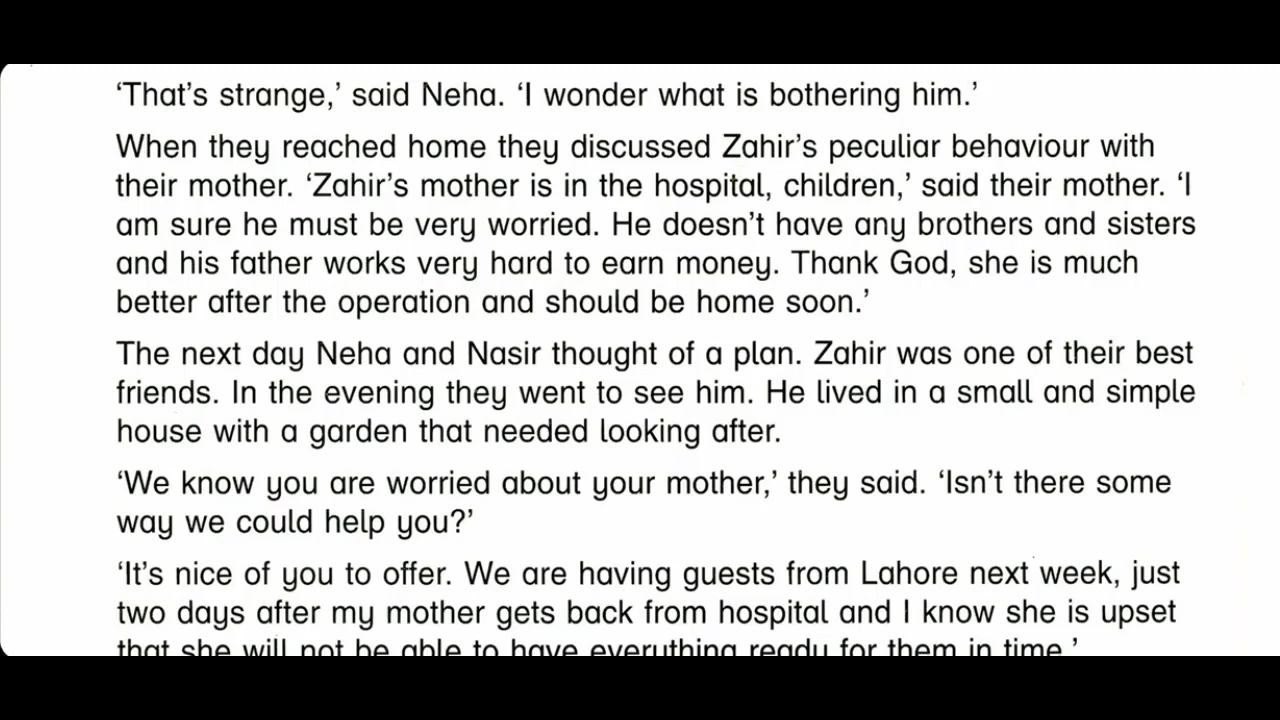 ‘That’s strange,’ said Neha. ‘I wonder what is bothering him.’
When they reached home they discussed Zahir’s peculiar behaviour with
their mother. ‘Zahir’s mother is in the hospital, children,’ said their mother. ‘I
am sure he must be very worried. He doesn’t have any brothers and sisters
and his father works very hard to earn money. Thank God, she is much
better after the operation and should be home soon.’
The next day Neha and Nasir thought of a plan. Zahir was one of their best
friends. In the evening they went to see him. He lived in a small and simple
house with a garden that needed looking after.
‘We know you are worried about your mother,’ they said. ‘Isn’t there some
way we could help you?’
‘It’s nice of you to offer. We are having guests from Lahore next week, just
two days after my mother gets back from hospital and I know she is upset
that she will not be able to have everything ready for them in time.’